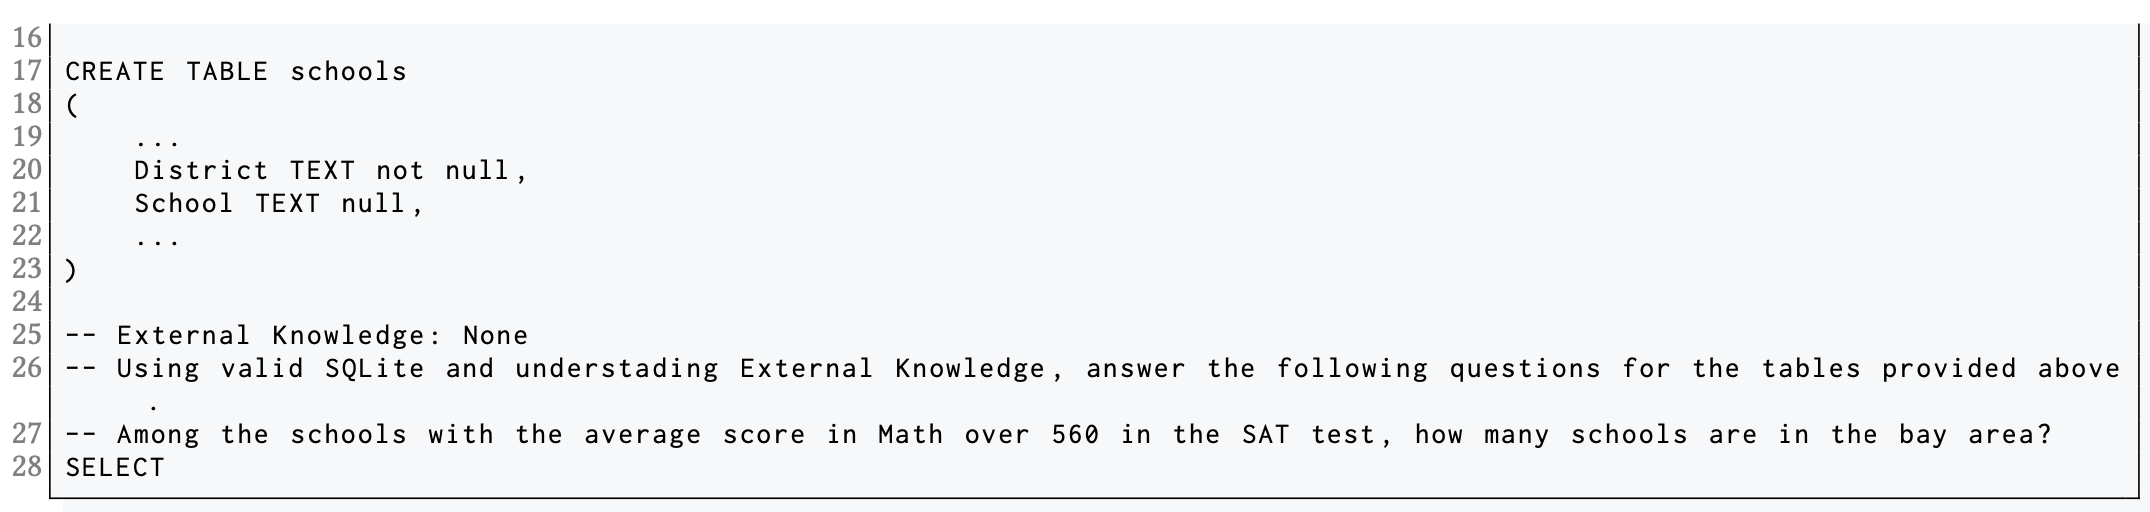 16
17 CREATE TABLE schools
18 (
19     ...
20     District TEXT not null,
21     School TEXT null,
22     ...
23 )
24
25 -- External Knowledge: None
26 -- Using valid SQLite and understading External Knowledge, answer the following questions for the tables provided above
     .
27 -- Among the schools with the average score in Math over 560 in the SAT test, how many schools are in the bay area?
28 SELECT